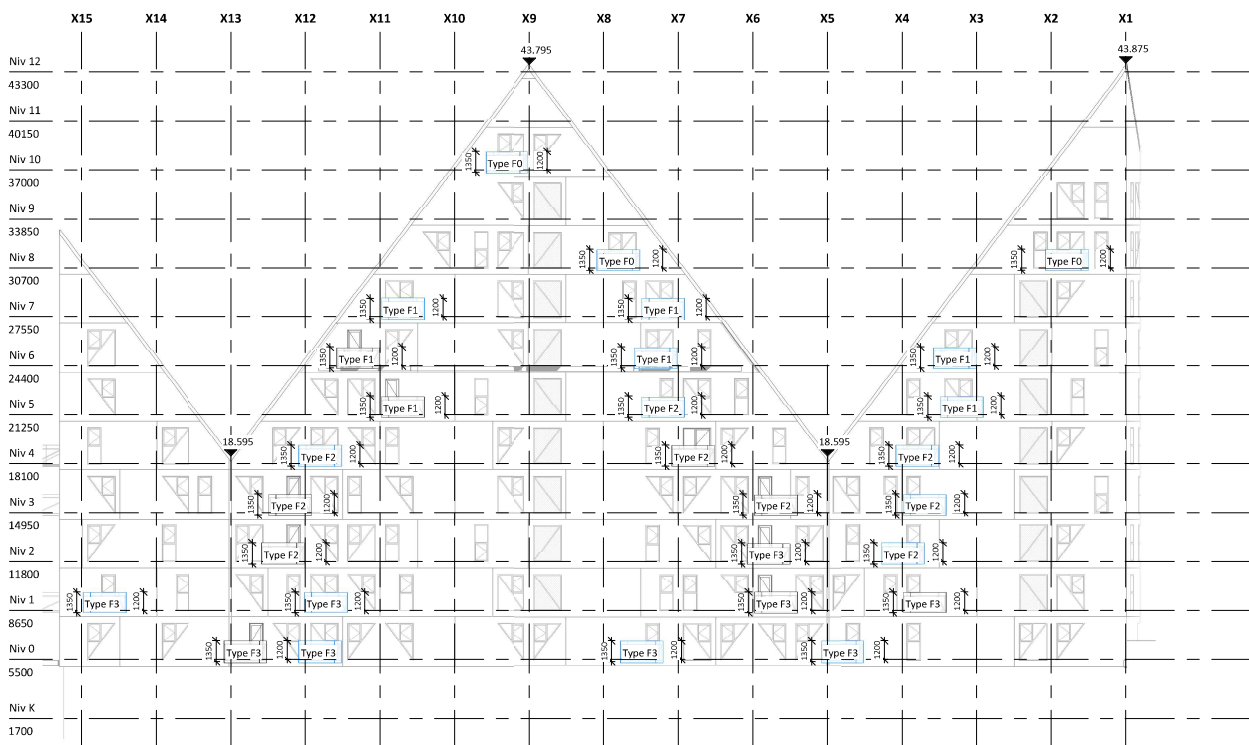 X15 X14 X13 X12 X11 X10 X9 X8 X7 X6 X5 X4 X3 X2 X1
43.795 43.875
Niv 12
43300
Niv 11
40150
Niv 10
1350 Type F0 1200
37000
Niv 9
33850
Niv 8
1350 Type F0 1200 1350 Type F0 1200
30700
Niv 7
1350 Type F1 1200 1350 Type F1 1200
27550
Niv 6
1350 Type F1 1200 1350 Type F1 1200 1350 Type F1 1200
24400
Niv 5
1350 Type F1 1200 1350 Type F2 1200 1350 Type F1 1200
21250
18.595 18.595
Niv 4
1350 Type F2 1200 1350 Type F2 1200 1350 Type F2 1200
18100
Niv 3
1350 Type F2 1200 1350 Type F2 1200 1350 Type F2 1200
14950
Niv 2
1350 Type F2 1200 1350 Type F3 1200 1350 Type F2 1200
11800
Niv 1
1350 Type F3 1200 1350 Type F3 1200 1350 Type F3 1200 1350 Type F3 1200
8650
Niv 0
1350 Type F3 1200 Type F3 1350 Type F3 1200 1350 Type F3 1200
5500
Niv K
1700